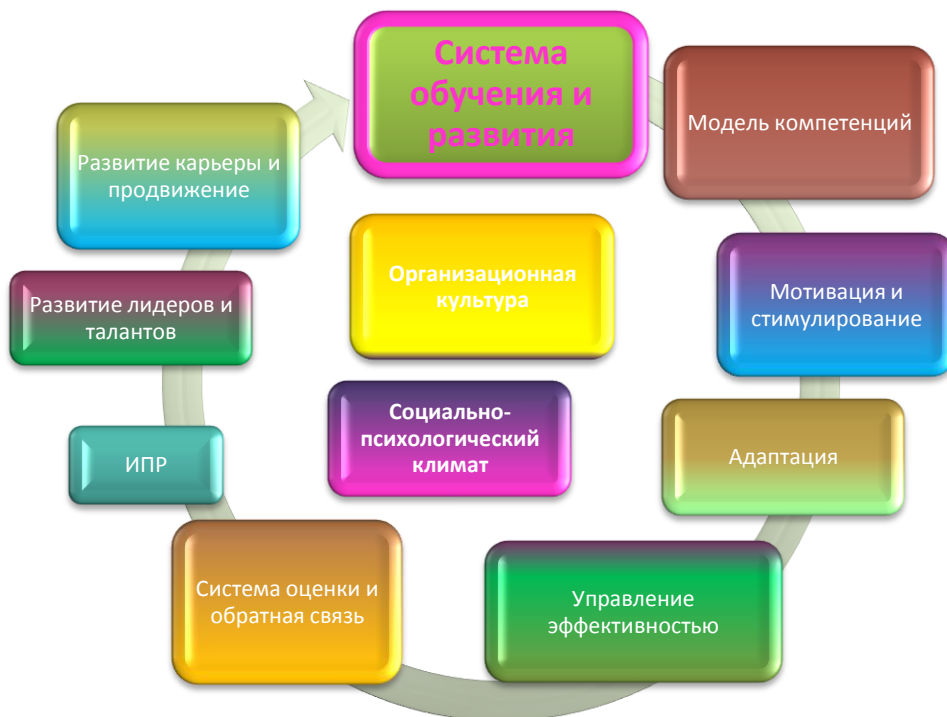 Система
обучения и
развития
Модель компетенций
Развитие карьеры и
продвижение
Организационная
культура
Мотивация и
стимулирование
Развитие лидеров и
талантов
Социально-
психологический
климат
Адаптация
ИПР
Система оценки и
обратная связь
Управление
эффективностью